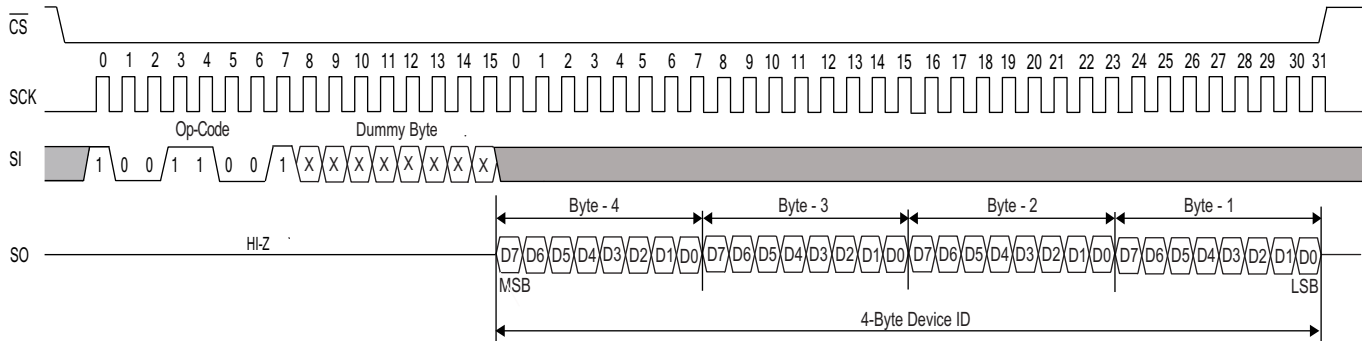 CS
0 1 2 3 4 5 6 7 8 9 10 11 12 13 14 15 0 1 2 3 4 5 6 7 8 9 10 11 12 13 14 15 16 17 18 19 20 21 22 23 24 25 26 27 28 29 30 31
SCK
Op-Code Dummy Byte
SI 1 0 0 1 1 0 0 1 X X X X X X X X
Byte - 4 Byte - 3 Byte - 2 Byte - 1
SO HI-Z D7 D6 D5 D4 D3 D2 D1 D0 D7 D6 D5 D4 D3 D2 D1 D0 D7 D6 D5 D4 D3 D2 D1 D0 D7 D6 D5 D4 D3 D2 D1 D0
MSB LSB
4-Byte Device ID